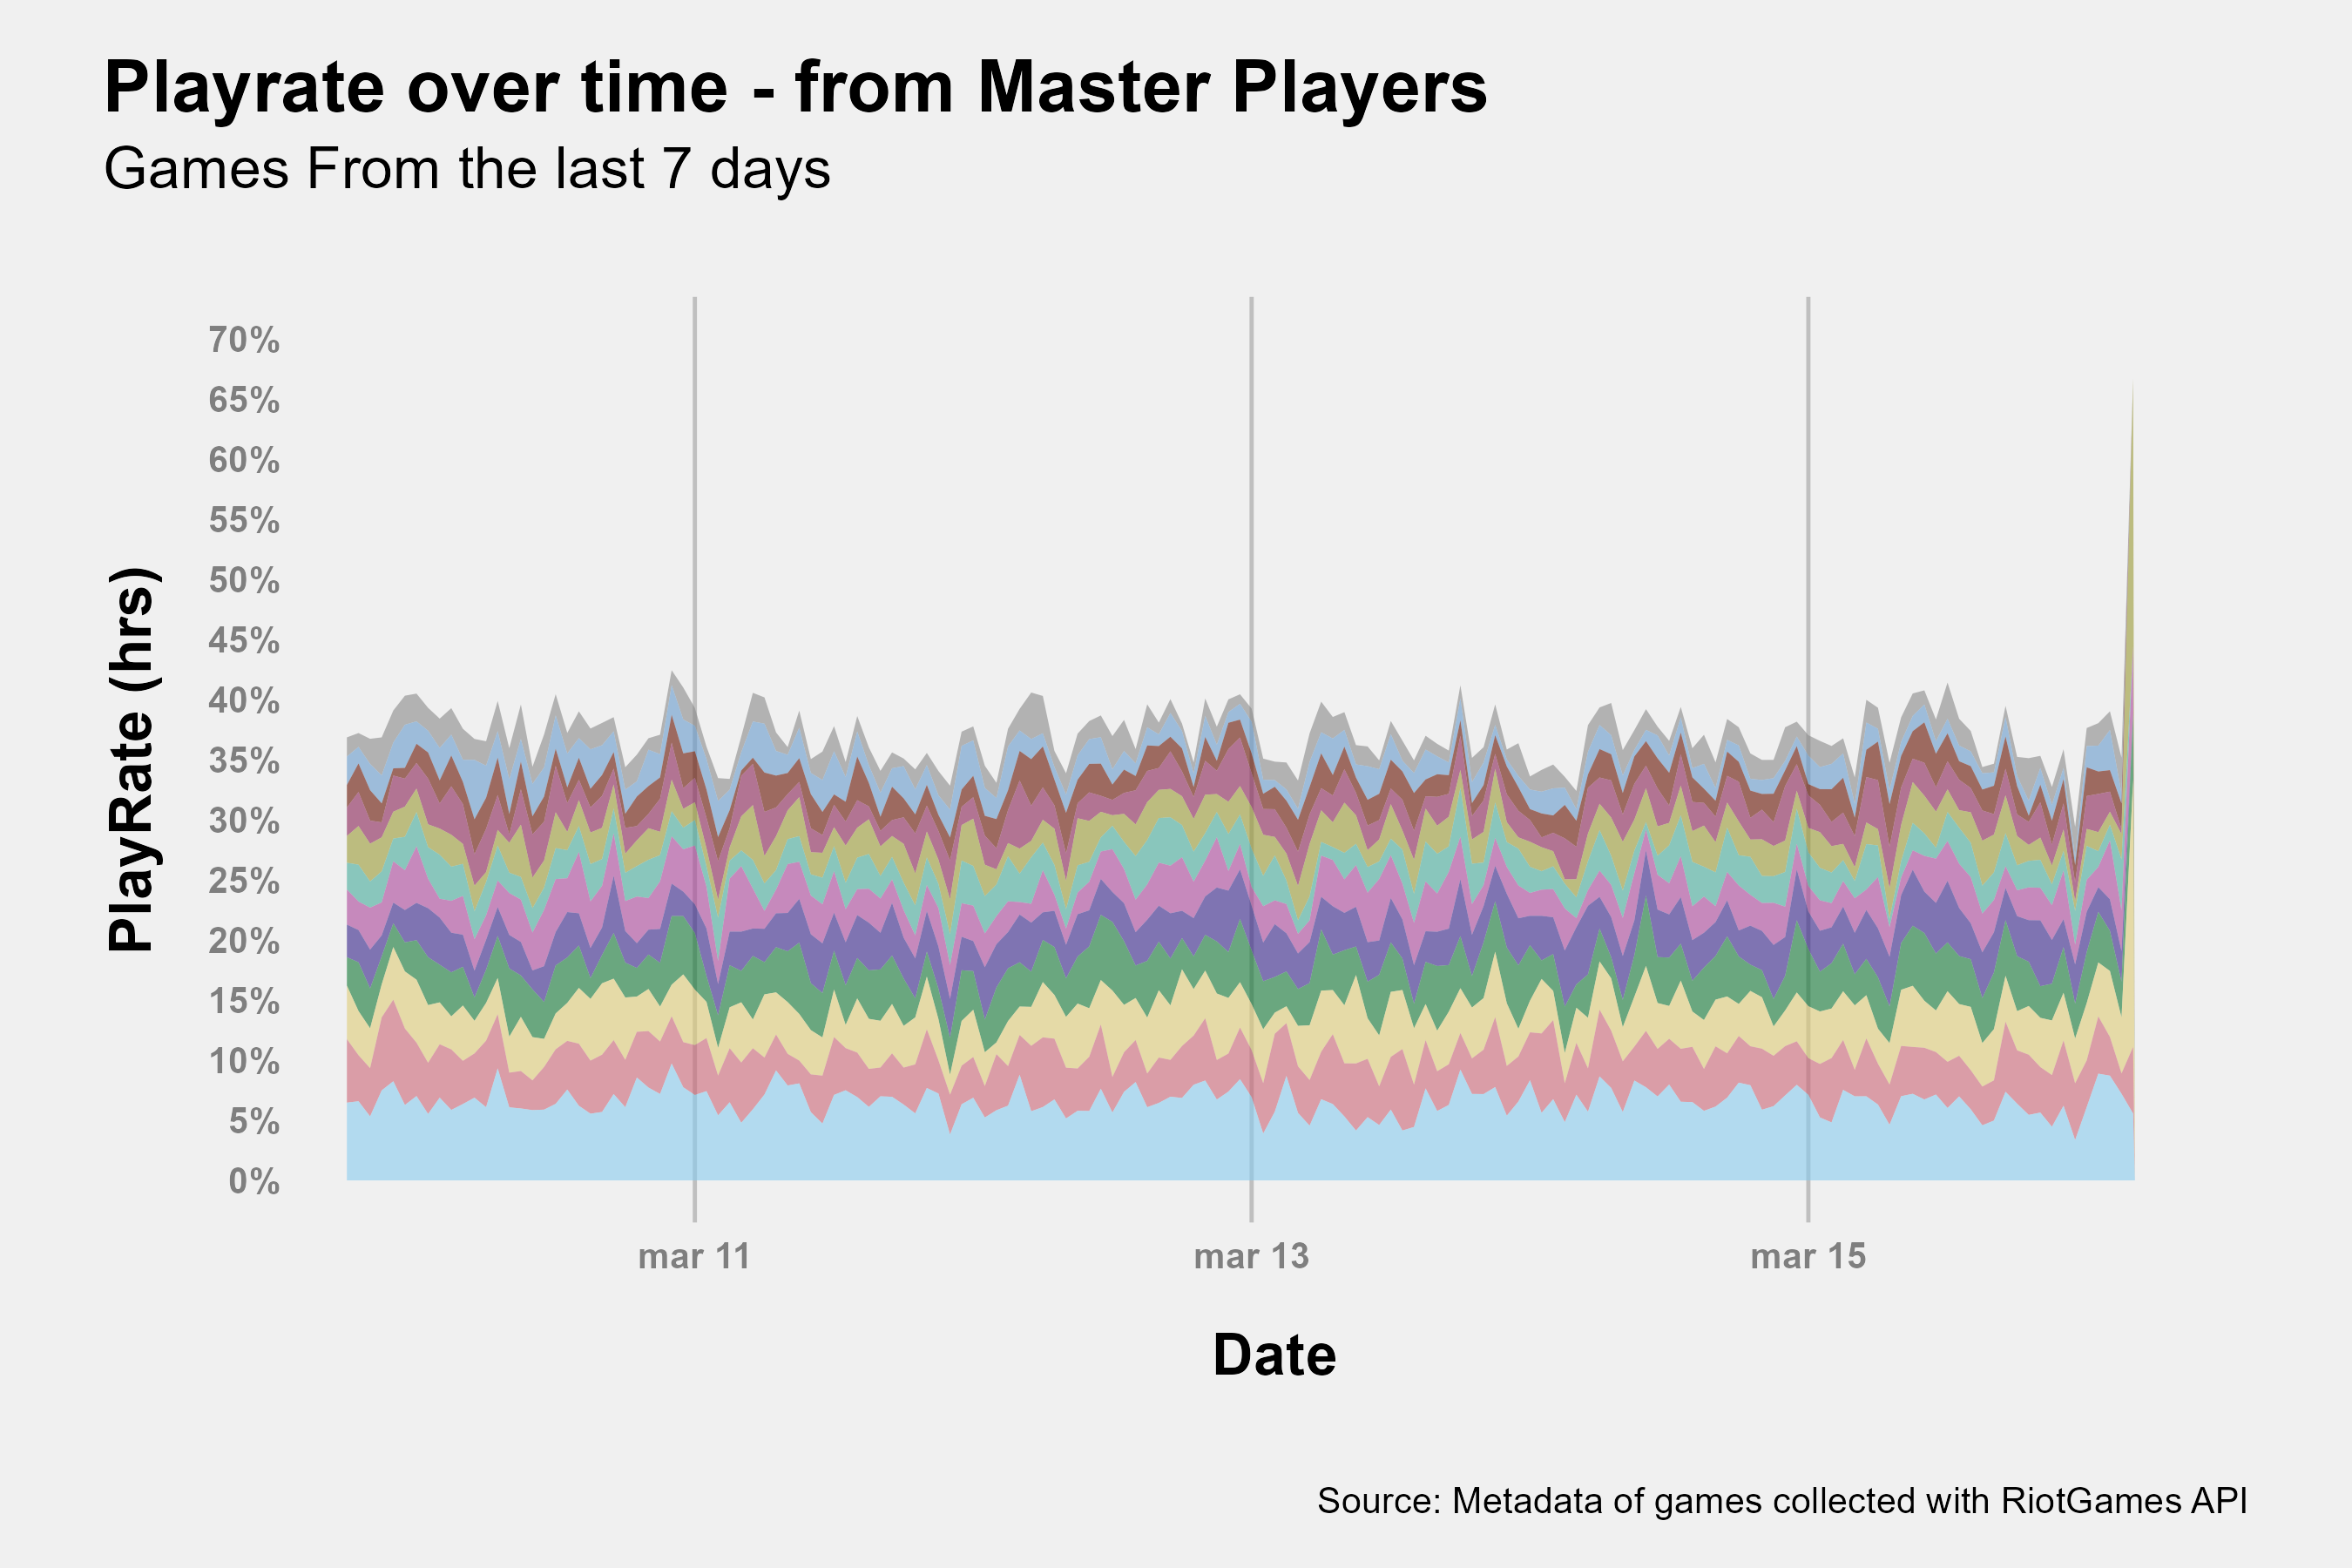 Playrate over time - from Master Players
Games From the last 7 days
70%
65%
60%
55%
50%
45%
40%
35%
30%
25%
20%
15%
10%
5%
0%
PlayRate (hrs)
mar 11
mar 13
mar 15
Date
Source: Metadata of games collected with RiotGames API